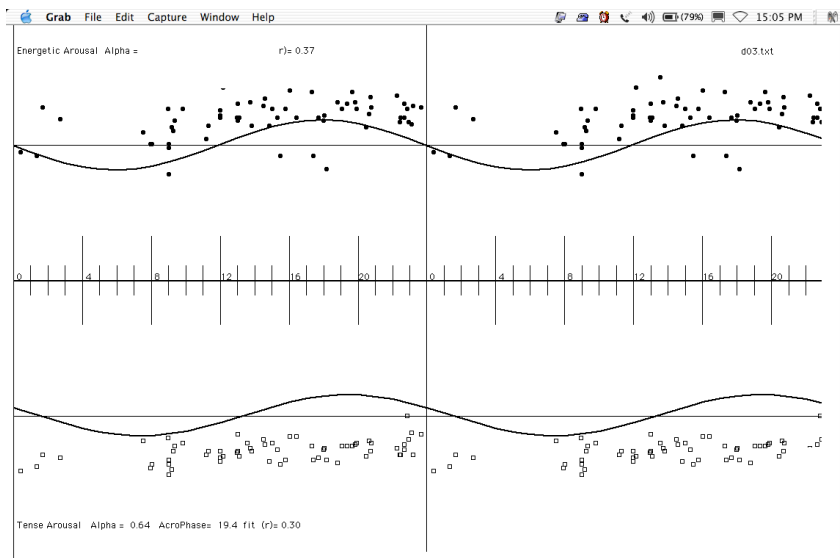 Grab File Edit Capture Window Help (79%) 15:05 PM
Energetic Arousal Alpha = r)= 0.37 d03.txt
0 4 8 12 16 20 0 4 8 12 16 20
Tense Arousal Alpha = 0.64 AcroPhase= 19.4 fit (r)= 0.30